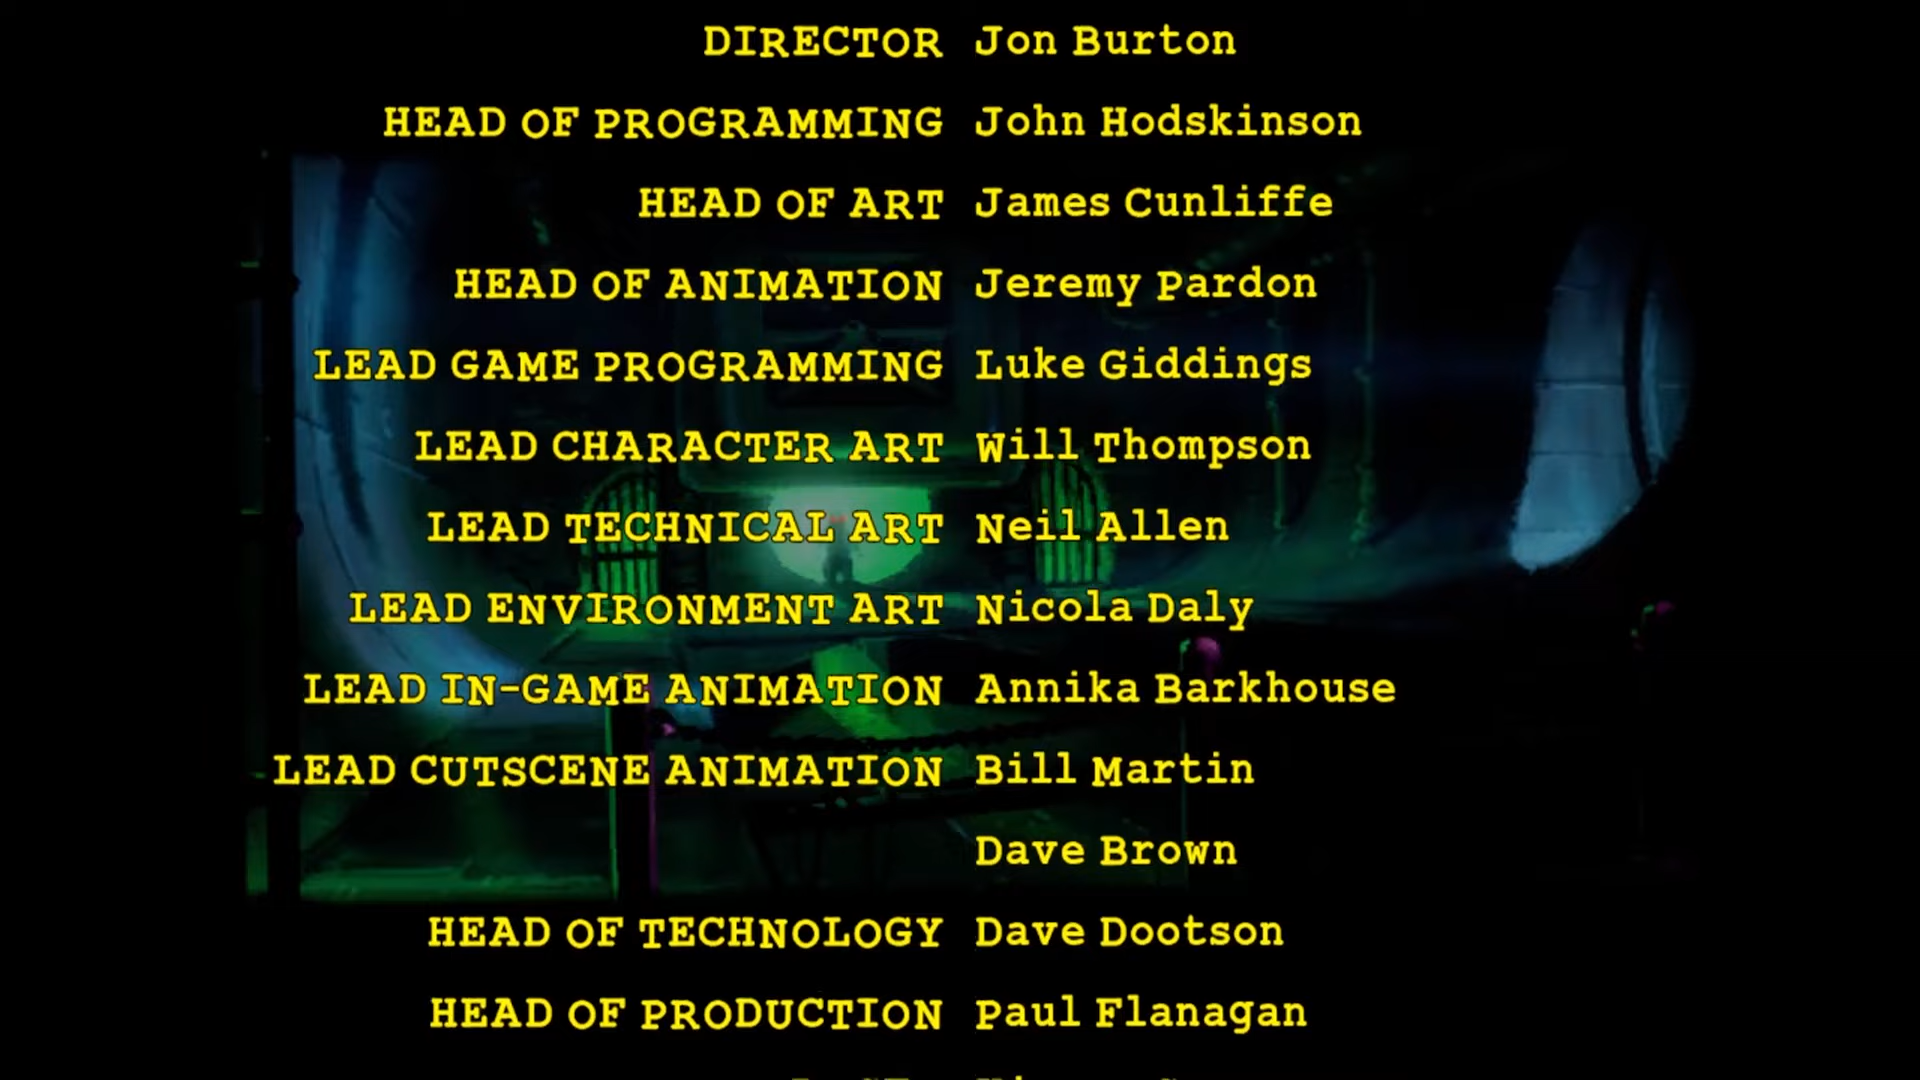 DIRECTOR Jon Burton
HEAD OF PROGRAMMING John Hodskinson
HEAD OF ART James Cunliffe
HEAD OF ANIMATION Jeremy Pardon
LEAD GAME PROGRAMMING Luke Giddings
LEAD CHARACTER ART Will Thompson
LEAD TECHNICAL ART Neil Allen
LEAD ENVIRONMENT ART Nicola Daly
LEAD IN-GAME ANIMATION Annika Barkhouse
LEAD CUTSCENE ANIMATION Bill Martin
Dave Brown
HEAD OF TECHNOLOGY Dave Dootson
HEAD OF PRODUCTION Paul Flanagan